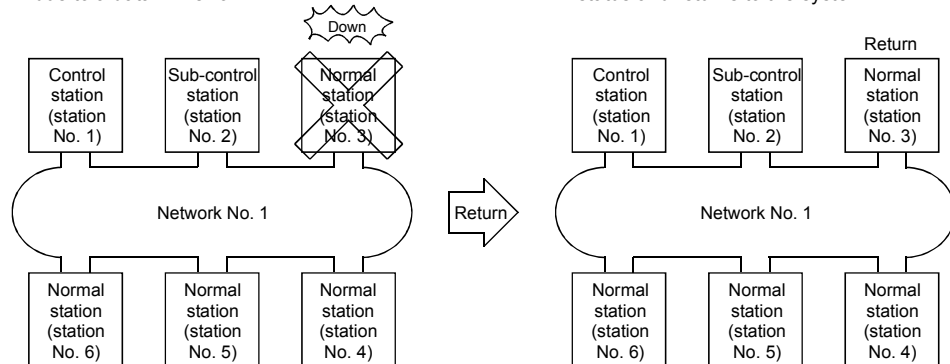 Down
Control
station
(station
No. 1)
Sub-control
station
(station
No. 2)
Normal
station
(station
No. 3)
Network No. 1
Normal
station
(station
No. 6)
Normal
station
(station
No. 5)
Normal
station
(station
No. 4)
Return
Return
Control
station
(station
No. 1)
Sub-control
station
(station
No. 2)
Normal
station
(station
No. 3)
Network No. 1
Normal
station
(station
No. 6)
Normal
station
(station
No. 5)
Normal
station
(station
No. 4)